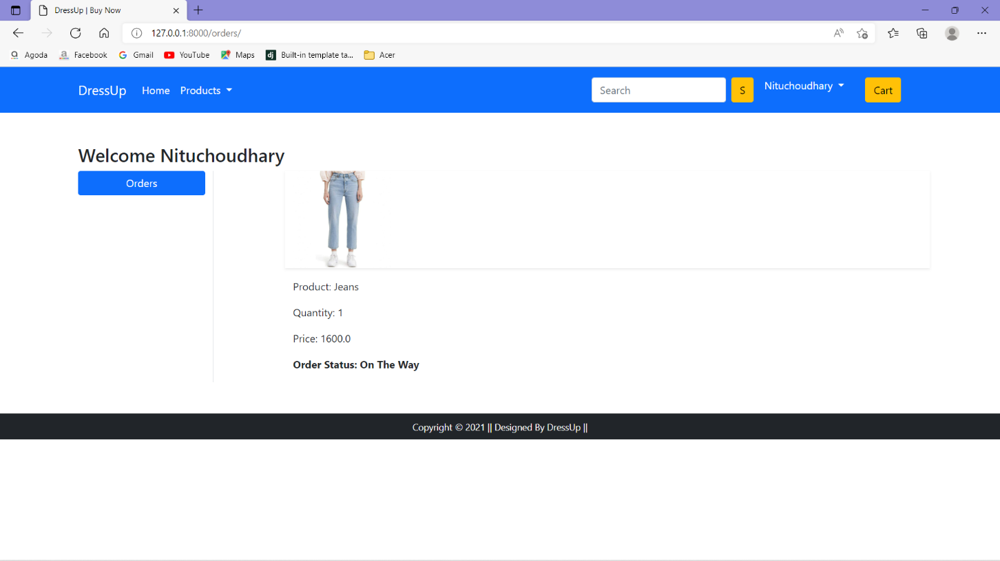 DressUp | Buy Now
127.0.0.1:8000/orders/
Agoda Facebook Gmail YouTube Maps dj Built-in template ta... Acer
DressUp Home Products Search S Nituchoudhary Cart
Welcome Nituchoudhary
Orders
Product: Jeans
Quantity: 1
Price: 1600.0
Order Status: On The Way
Copyright © 2021 || Designed By DressUp ||